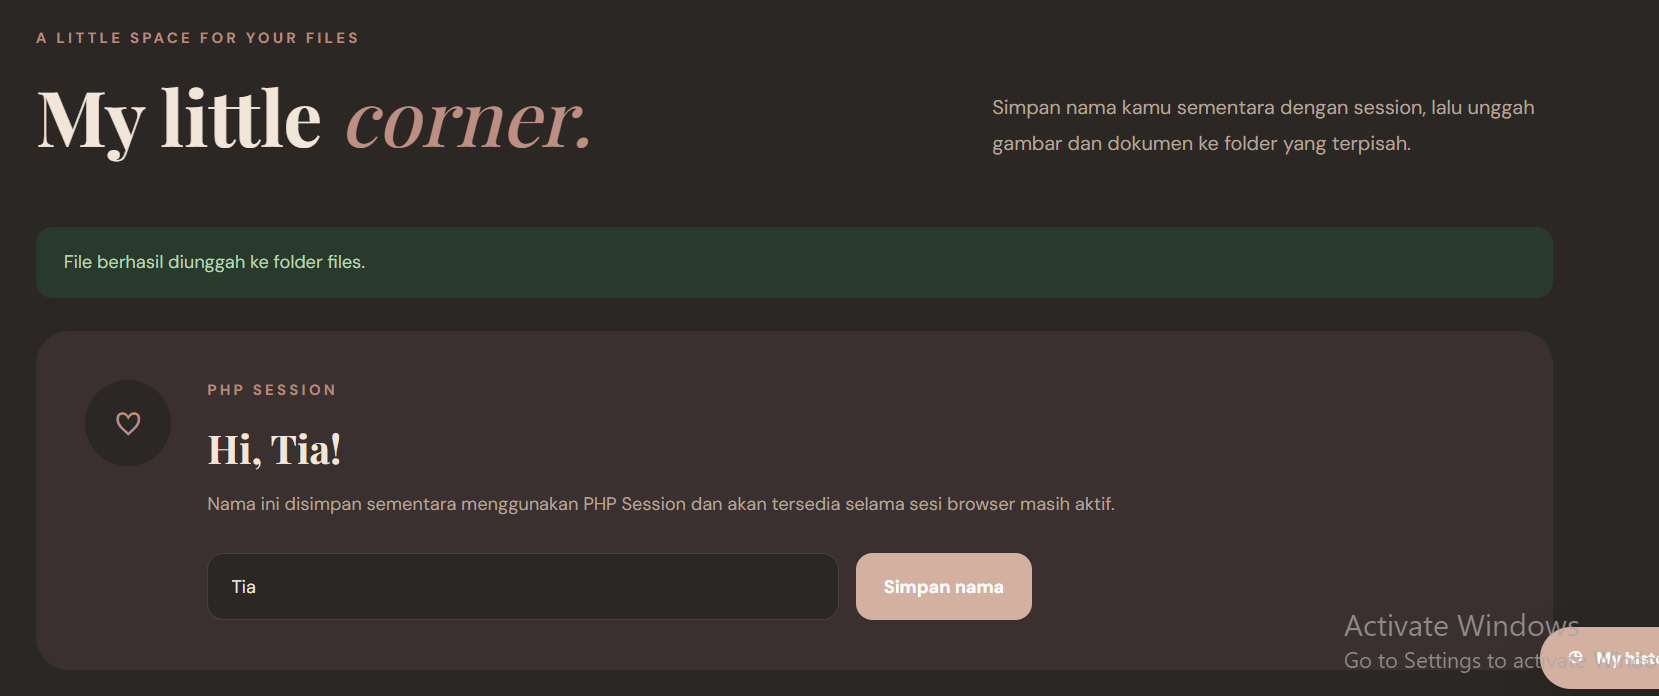 A LITTLE SPACE FOR YOUR FILES
My little corner.
Simpan nama kamu sementara dengan session, lalu unggah
gambar dan dokumen ke folder yang terpisah.
File berhasil diunggah ke folder files.
PHP SESSION
Hi, Tia!
Nama ini disimpan sementara menggunakan PHP Session dan akan tersedia selama sesi browser masih aktif.
Tia
Simpan nama
Activate Windows
Go to Settings to activate Windows
My